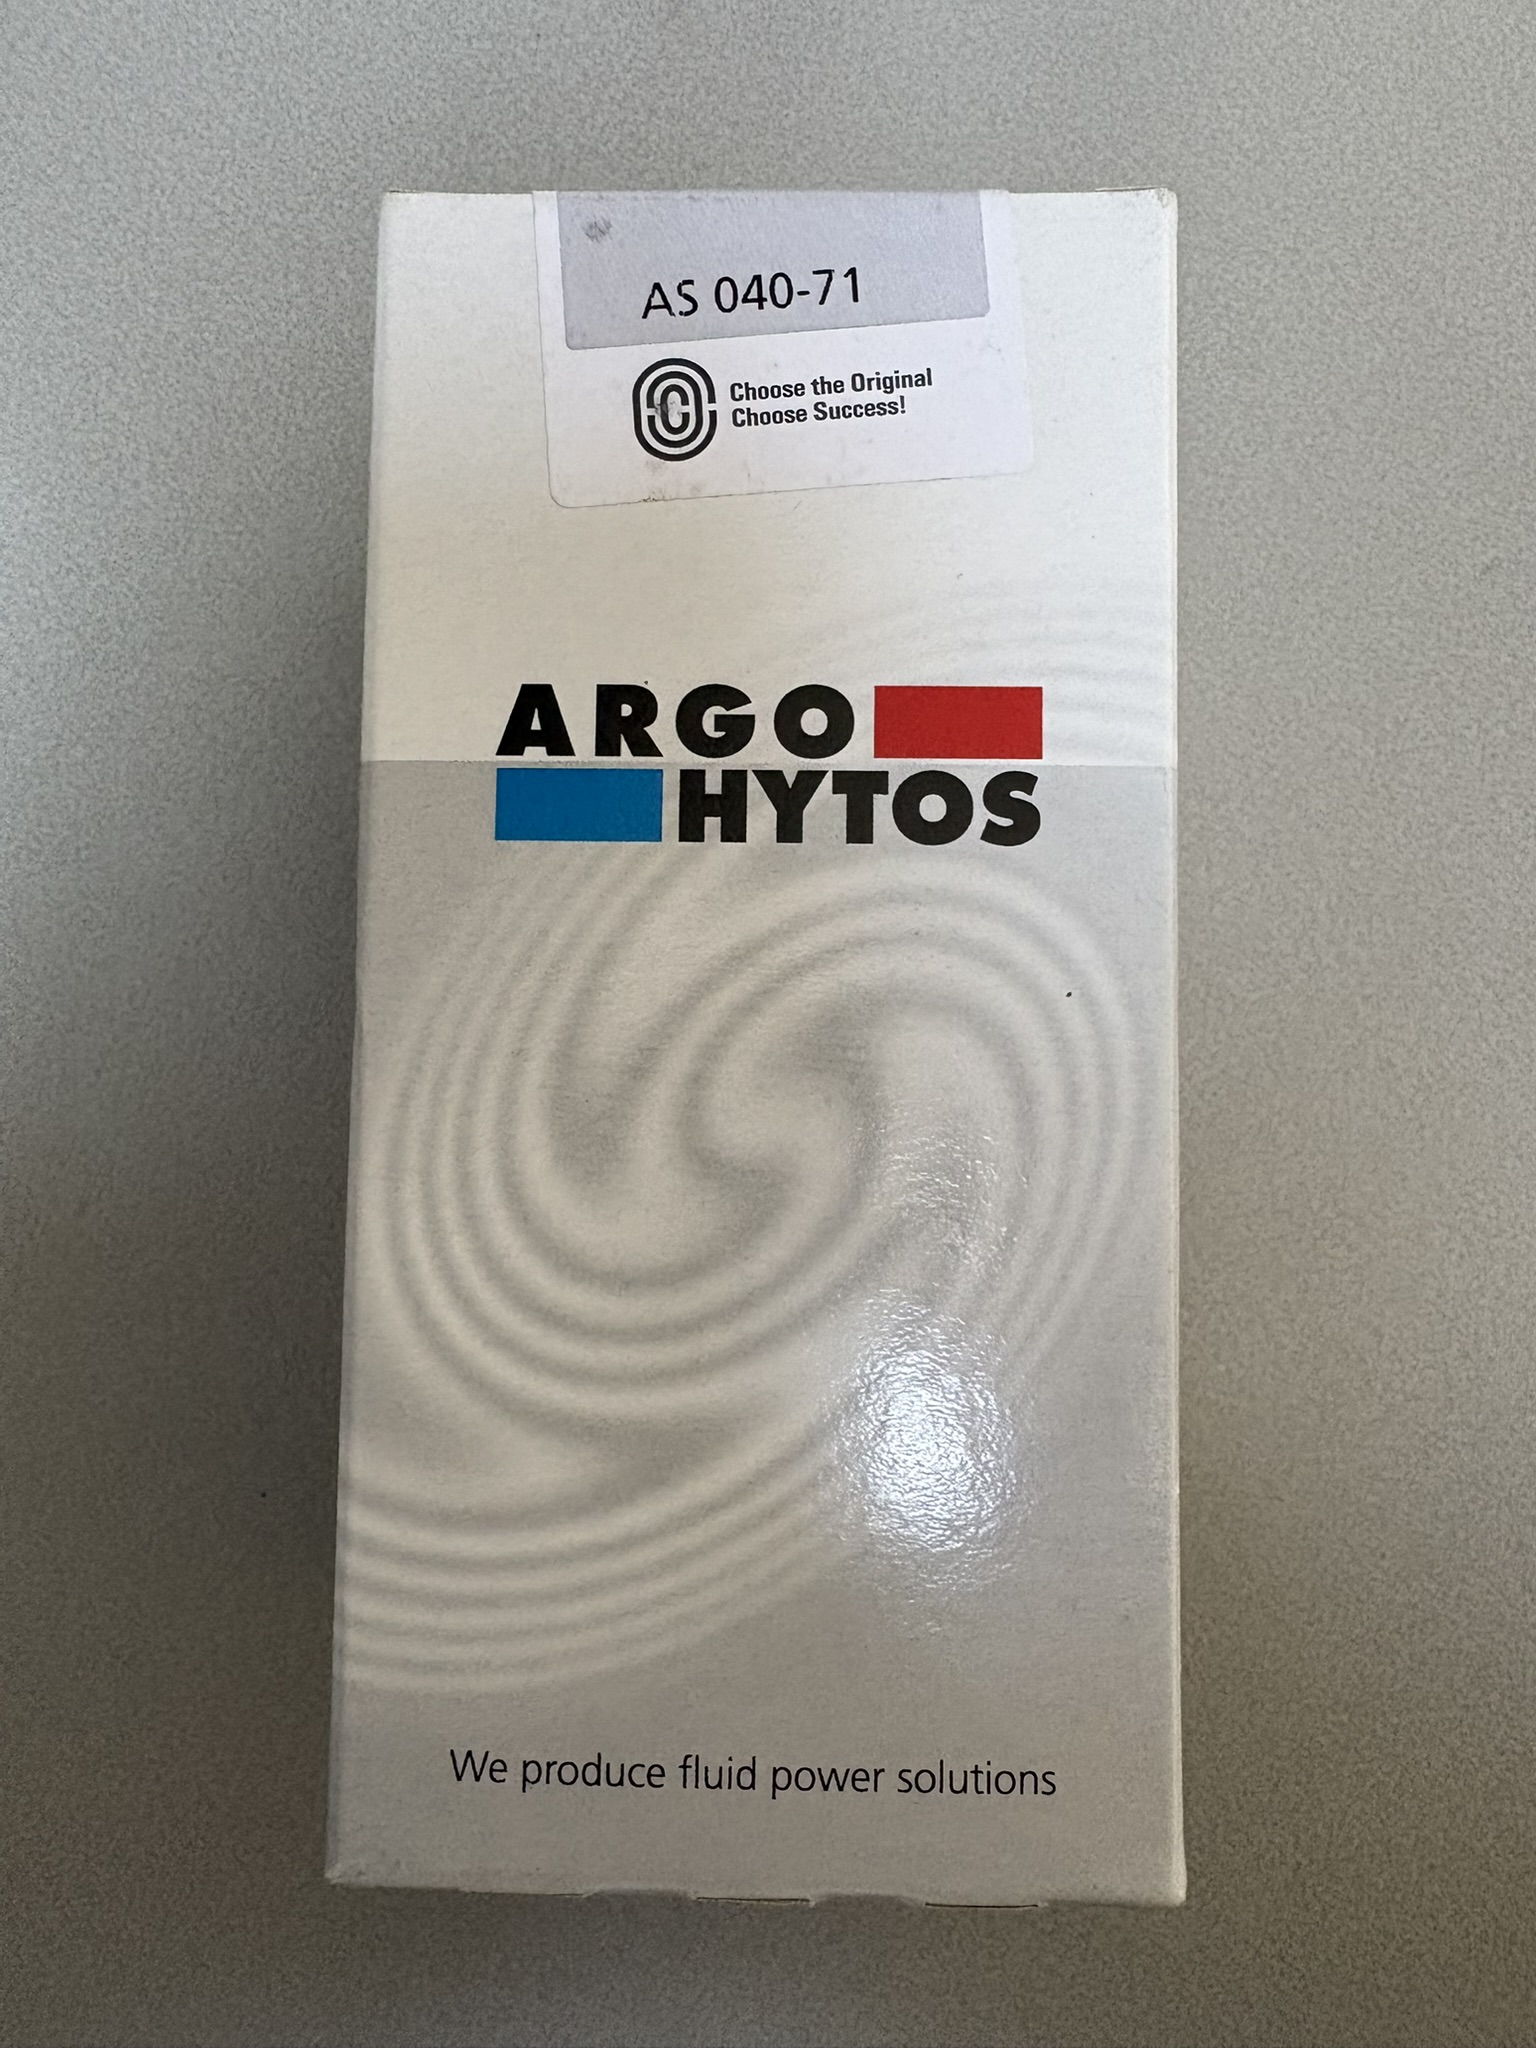 AS 040-71
Choose the Original
Choose Success!
ARGO
HYTOS
We produce fluid power solutions